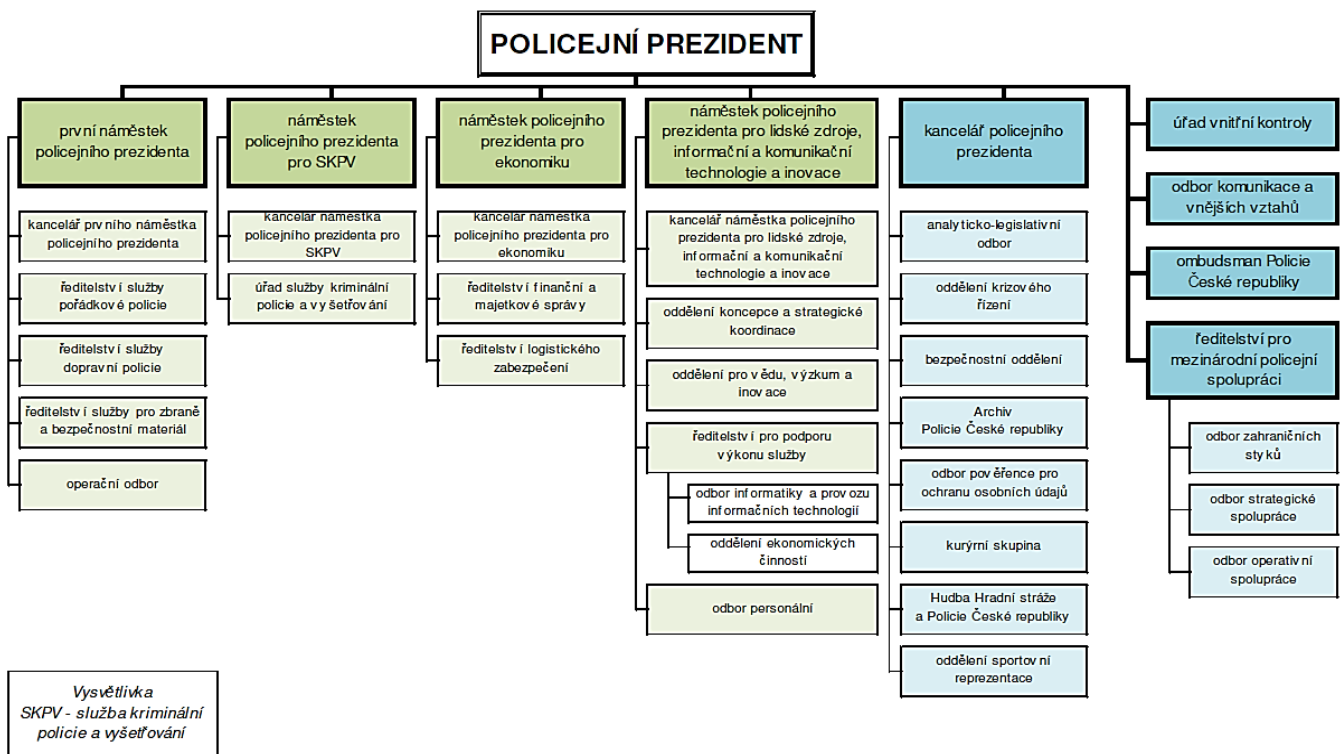 POLICEJNÍ PREZIDENT
první náměstek
policejního prezidenta
kancelář prvního náměstka
policejního prezidenta
ředitelství služby
pořádkové policie
ředitelství služby
dopravní policie
ředitelství služby pro zbraně
a bezpečnostní materiál
operační odbor
náměstek
policejního prezidenta
pro SKPV
kancelář náměstka
policejního prezidenta pro
SKPV
úřad služby kriminální
policie a vyšetřování
náměstek policejního
prezidenta pro
ekonomiku
kancelář náměstka
policejního prezidenta pro
ekonomiku
ředitelství finanční a
majetkové správy
ředitelství logistického
zabezpečení
náměstek policejního
prezidenta pro lidské zdroje,
informační a komunikační
technologie a inovace
kancelář náměstka policejního
prezidenta pro lidské zdroje,
informační a komunikační
technologie a inovace
oddělení koncepce a strategické
koordinace
oddělení pro vědu, výzkum a
inovace
ředitelství pro podporu
výkonu služby
odbor informatiky a provozu
informačních technologií
oddělení ekonomických
činností
odbor personální
kancelář policejního
prezidenta
analyticko-legislativní
odbor
oddělení krizového
řízení
bezpečnostní oddělení
Archiv
Policie České republiky
odbor pověřence pro
ochranu osobních údajů
kurýrní skupina
Hudba Hradní stráže
a Policie České republiky
oddělení sportovní
reprezentace
úřad vnitřní kontroly
odbor komunikace a
vnějších vztahů
ombudsman Policie
České republiky
ředitelství pro
mezinárodní policejní
spolupráci
odbor zahraničních
styků
odbor strategické
spolupráce
odbor operativní
spolupráce
Vysvětlivka
SKPV - služba kriminální
policie a vyšetřování